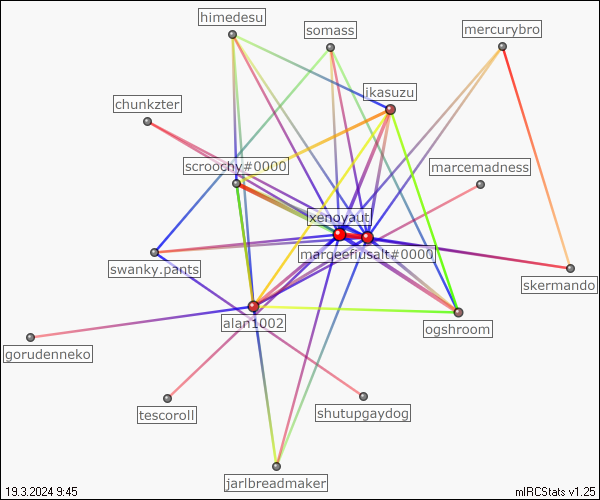 himedesu
somass
mercurybro
ikasuzu
chunkzter
scroochy#0000
marcemadness
xenoyaut
marqeefiusalt#0000
swanky.pants
skermando
alan1002
ogshroom
gorudenneko
tescoroll
shutupgaydog
jarlbreadmaker
19.3.2024 9:45
mIRCStats v1.25